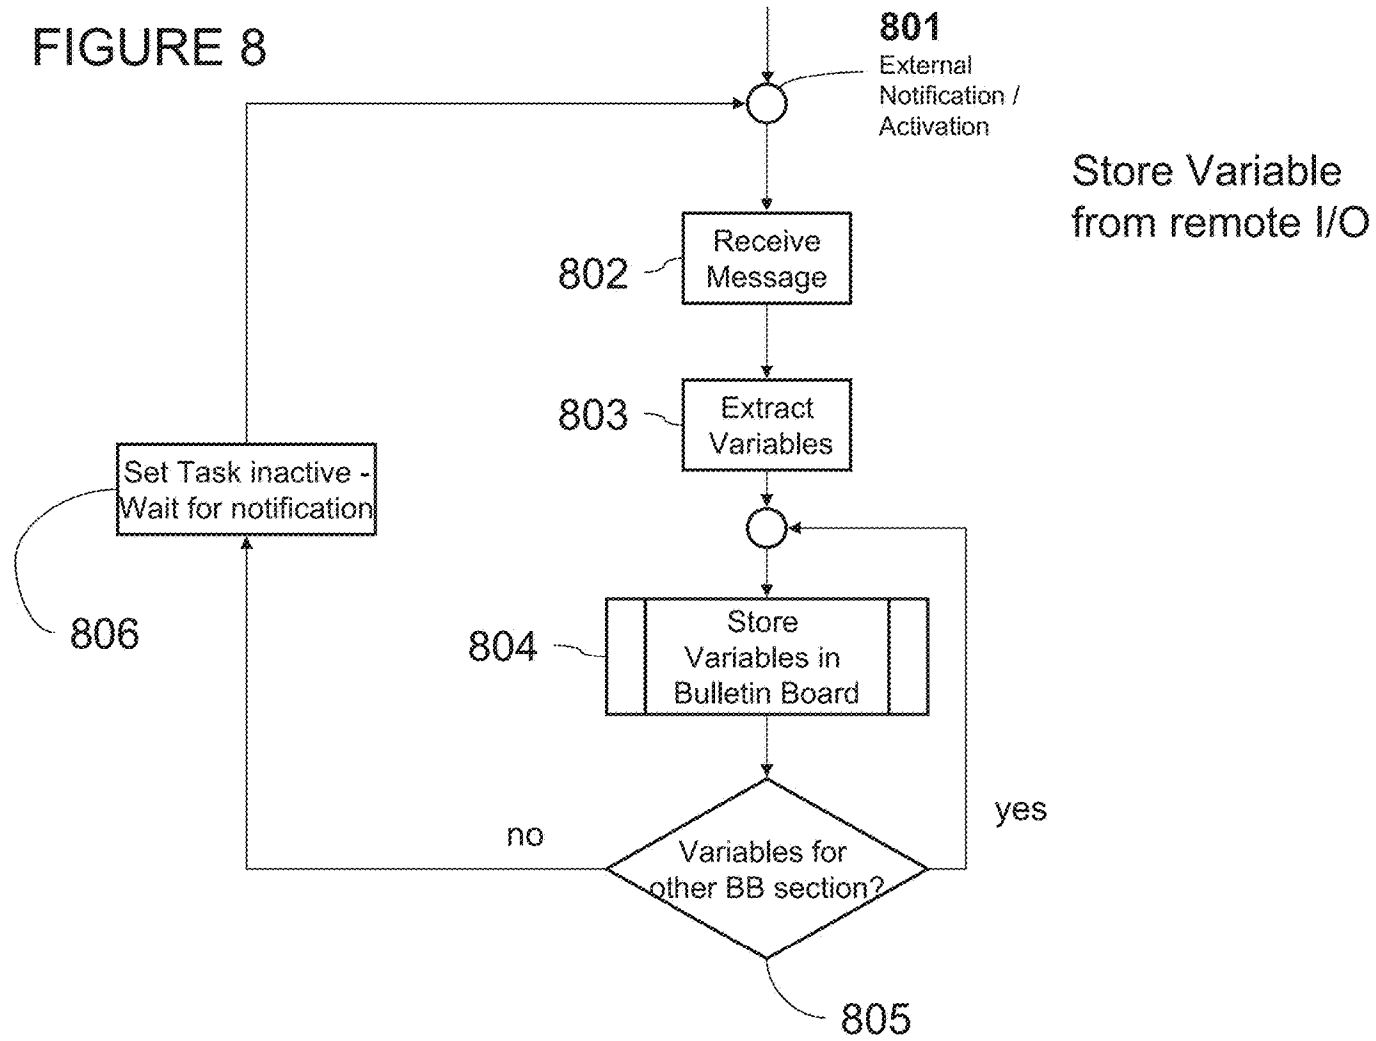 FIGURE 8
801
External
Notification /
Activation
Store Variable
from remote I/O
802
Receive
Message
803
Extract
Variables
Set Task inactive -
Wait for notification
806
804
Store
Variables in
Bulletin Board
no
yes
Variables for
other BB section?
805